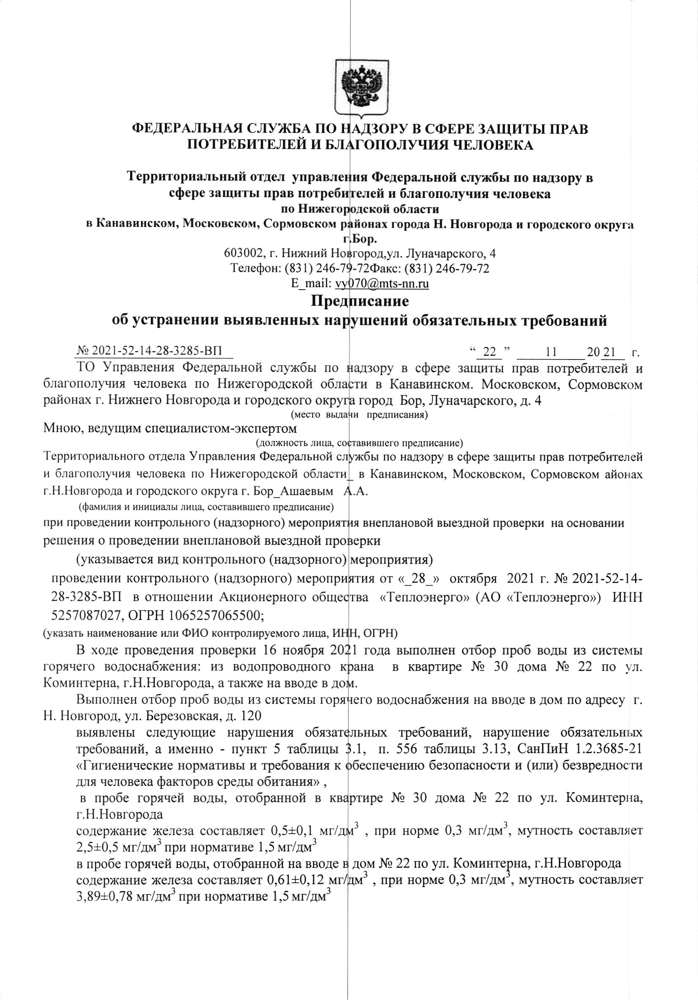 ФЕДЕРАЛЬНАЯ СЛУЖБА ПО НАДЗОРУ В СФЕРЕ ЗАЩИТЫ ПРАВ
ПОТРЕБИТЕЛЕЙ И БЛАГОПОЛУЧИЯ ЧЕЛОВЕКА
Территориальный отдел управления Федеральной службы по надзору в
сфере защиты прав потребителей и благополучия человека
по Нижегородской области
в Канавинском, Московском, Сормовском районах города Н. Новгорода и городского округа
г.Бор.
603002, г. Нижний Новгород,ул. Луначарского, 4
Телефон: (831) 246-79-72Факс: (831) 246-79-72
E_mail: vy070@mts-nn.ru
Предписание
об устранении выявленных нарушений обязательных требований
№ 2021-52-14-28-3285-ВП “ 22 ” 11 20 21 г.
ТО Управления Федеральной службы по надзору в сфере защиты прав потребителей и
благополучия человека по Нижегородской области в Канавинском. Московском, Сормовском
районах г. Нижнего Новгорода и городского округа город Бор, Луначарского, д. 4
(место выдачи предписания)
Мною, ведущим специалистом-экспертом
(должность лица, составившего предписание)
Территориального отдела Управления Федеральной службы по надзору в сфере защиты прав потребителей
и благополучия человека по Нижегородской области_ в Канавинском, Московском, Сормовском айонах
г.Н.Новгорода и городского округа г. Бор_Ашаевым А.А.
(фамилия и инициалы лица, составившего предписание)
при проведении контрольного (надзорного) мероприятия внеплановой выездной проверки на основании
решения о проведении внеплановой выездной проверки
(указывается вид контрольного (надзорного) мероприятия)
проведении контрольного (надзорного) мероприятия от «_28_» октября 2021 г. № 2021-52-14-
28-3285-ВП в отношении Акционерного общества «Теплоэнерго» (АО «Теплоэнерго») ИНН
5257087027, ОГРН 1065257065500;
(указать наименование или ФИО контролируемого лица, ИНН, ОГРН)
В ходе проведения проверки 16 ноября 2021 года выполнен отбор проб воды из системы
горячего водоснабжения: из водопроводного крана в квартире № 30 дома № 22 по ул.
Коминтерна, г.Н.Новгорода, а также на вводе в дом.
Выполнен отбор проб воды из системы горячего водоснабжения на вводе в дом по адресу г.
Н. Новгород, ул. Березовская, д. 120
выявлены следующие нарушения обязательных требований, нарушение обязательных
требований, а именно - пункт 5 таблицы 3.1, п. 556 таблицы 3.13, СанПиН 1.2.3685-21
«Гигиенические нормативы и требования к обеспечению безопасности и (или) безвредности
для человека факторов среды обитания» ,
в пробе горячей воды, отобранной в квартире № 30 дома № 22 по ул. Коминтерна,
г.Н.Новгорода
содержание железа составляет 0,5±0,1 мг/дм³ , при норме 0,3 мг/дм³, мутность составляет
2,5±0,5 мг/дм³ при нормативе 1,5 мг/дм³
в пробе горячей воды, отобранной на вводе в дом № 22 по ул. Коминтерна, г.Н.Новгорода
содержание железа составляет 0,61±0,12 мг/дм³ , при норме 0,3 мг/дм³, мутность составляет
3,89±0,78 мг/дм³ при нормативе 1,5 мг/дм³